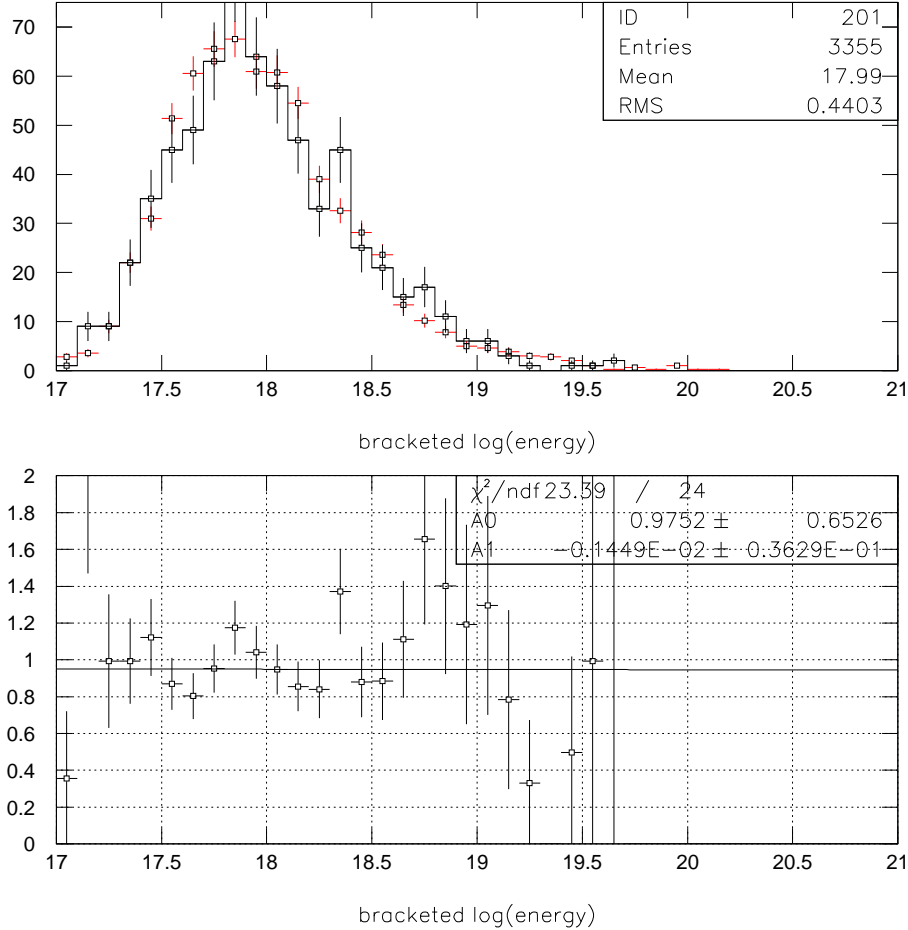 70
60
50
40
30
20
10
0
ID 201
Entries 3355
Mean 17.99
RMS 0.4403
17 17.5 18 18.5 19 19.5 20 20.5 21
bracketed log(energy)
2
1.8
1.6
1.4
1.2
1
0.8
0.6
0.4
0.2
0
χ²/ndf 23.39 / 24
A0 0.9752 ± 0.6526
A1 -0.1449E-02 ± 0.3629E-01
17 17.5 18 18.5 19 19.5 20 20.5 21
bracketed log(energy)